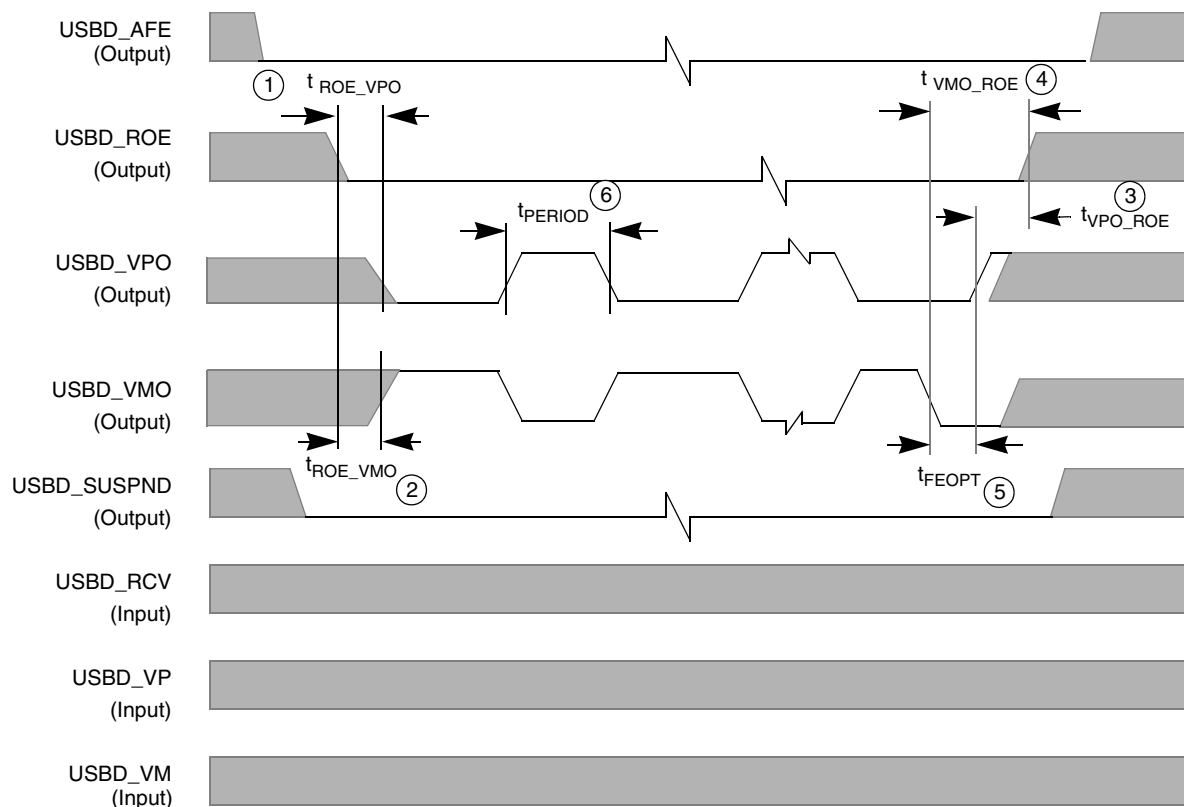 USBD_AFE
(Output)
1
t ROE_VPO
t VMO_ROE
4
USBD_ROE
(Output)
6
tPERIOD
3
tVPO_ROE
USBD_VPO
(Output)
USBD_VMO
(Output)
tROE_VMO
2
tFEOPT
5
USBD_SUSPND
(Output)
USBD_RCV
(Input)
USBD_VP
(Input)
USBD_VM
(Input)